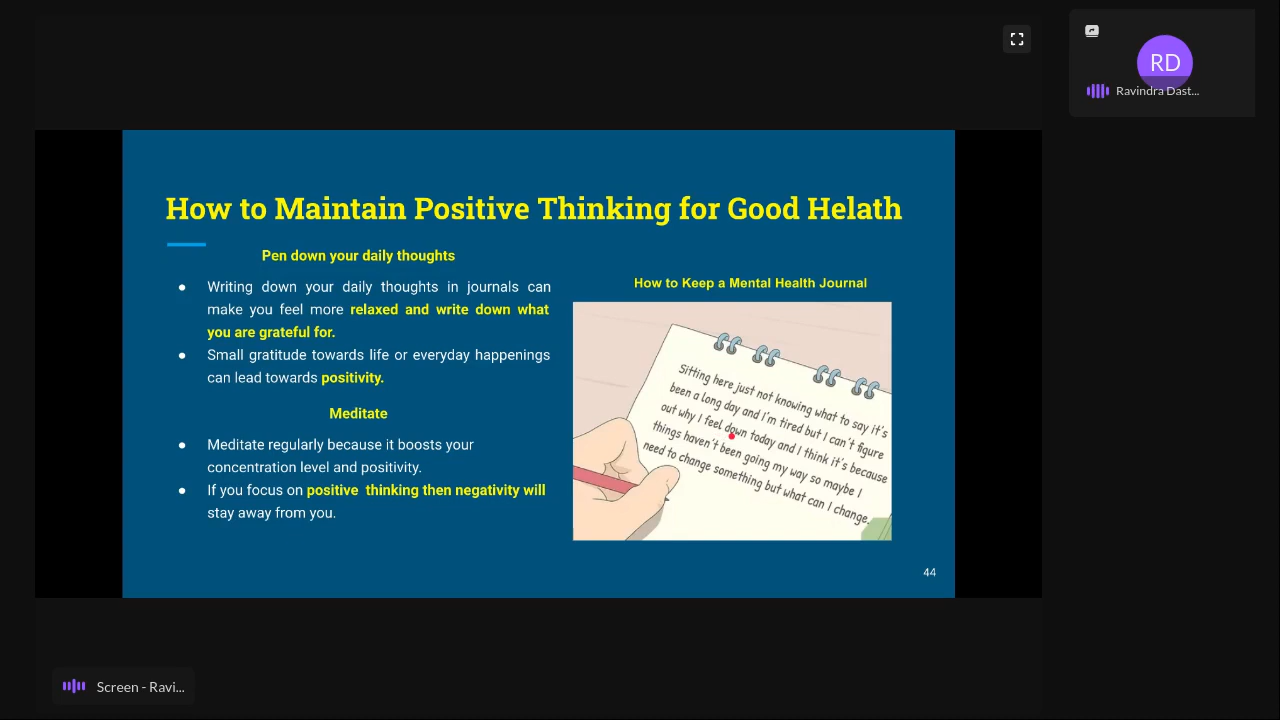 RD
Ravindra Dast...
How to Maintain Positive Thinking for Good Helath
Pen down your daily thoughts
● Writing down your daily thoughts in journals can
make you feel more relaxed and write down what
you are grateful for.
● Small gratitude towards life or everyday happenings
can lead towards positivity.
Meditate
● Meditate regularly because it boosts your
concentration level and positivity.
● If you focus on positive thinking then negativity will
stay away from you.
How to Keep a Mental Health Journal
Sitting here just not knowing what to say it's
been a long day and i'm tired but I can't figure
out why I feel down today and I think it's because
things haven't been going my way so maybe I
need to change something but what can I change.
44
Screen - Ravi...